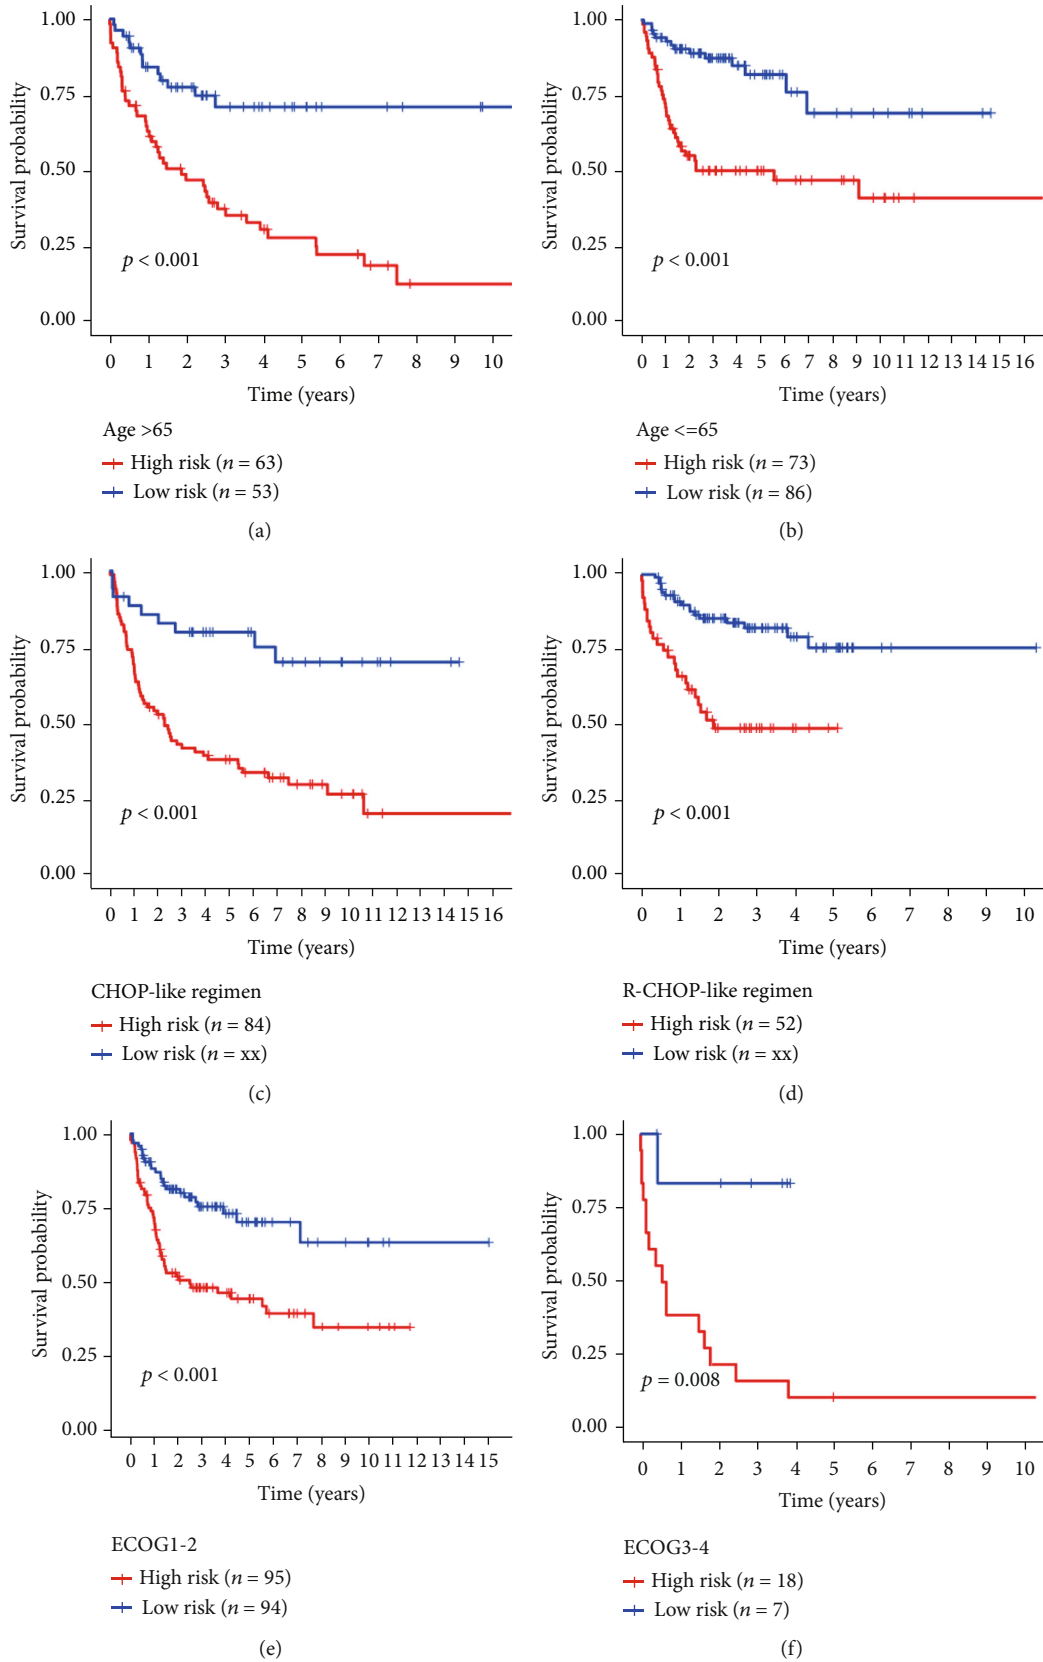 1.00
0.75
0.50
0.25
0.00
Survival probability
p < 0.001
0 1 2 3 4 5 6 7 8 9 10
Time (years)
Age >65
High risk (n = 63)
Low risk (n = 53)
(a)
1.00
0.75
0.50
0.25
0.00
Survival probability
p < 0.001
0 1 2 3 4 5 6 7 8 9 10 11 12 13 14 15 16
Time (years)
Age <=65
High risk (n = 73)
Low risk (n = 86)
(b)
1.00
0.75
0.50
0.25
0.00
Survival probability
p < 0.001
0 1 2 3 4 5 6 7 8 9 10 11 12 13 14 15 16
Time (years)
CHOP-like regimen
High risk (n = 84)
Low risk (n = xx)
(c)
1.00
0.75
0.50
0.25
0.00
Survival probability
p < 0.001
0 1 2 3 4 5 6 7 8 9 10
Time (years)
R-CHOP-like regimen
High risk (n = 52)
Low risk (n = xx)
(d)
1.00
0.75
0.50
0.25
0.00
Survival probability
p < 0.001
0 1 2 3 4 5 6 7 8 9 10 11 12 13 14 15
Time (years)
ECOG1-2
High risk (n = 95)
Low risk (n = 94)
(e)
1.00
0.75
0.50
0.25
0.00
Survival probability
p = 0.008
0 1 2 3 4 5 6 7 8 9 10
Time (years)
ECOG3-4
High risk (n = 18)
Low risk (n = 7)
(f)